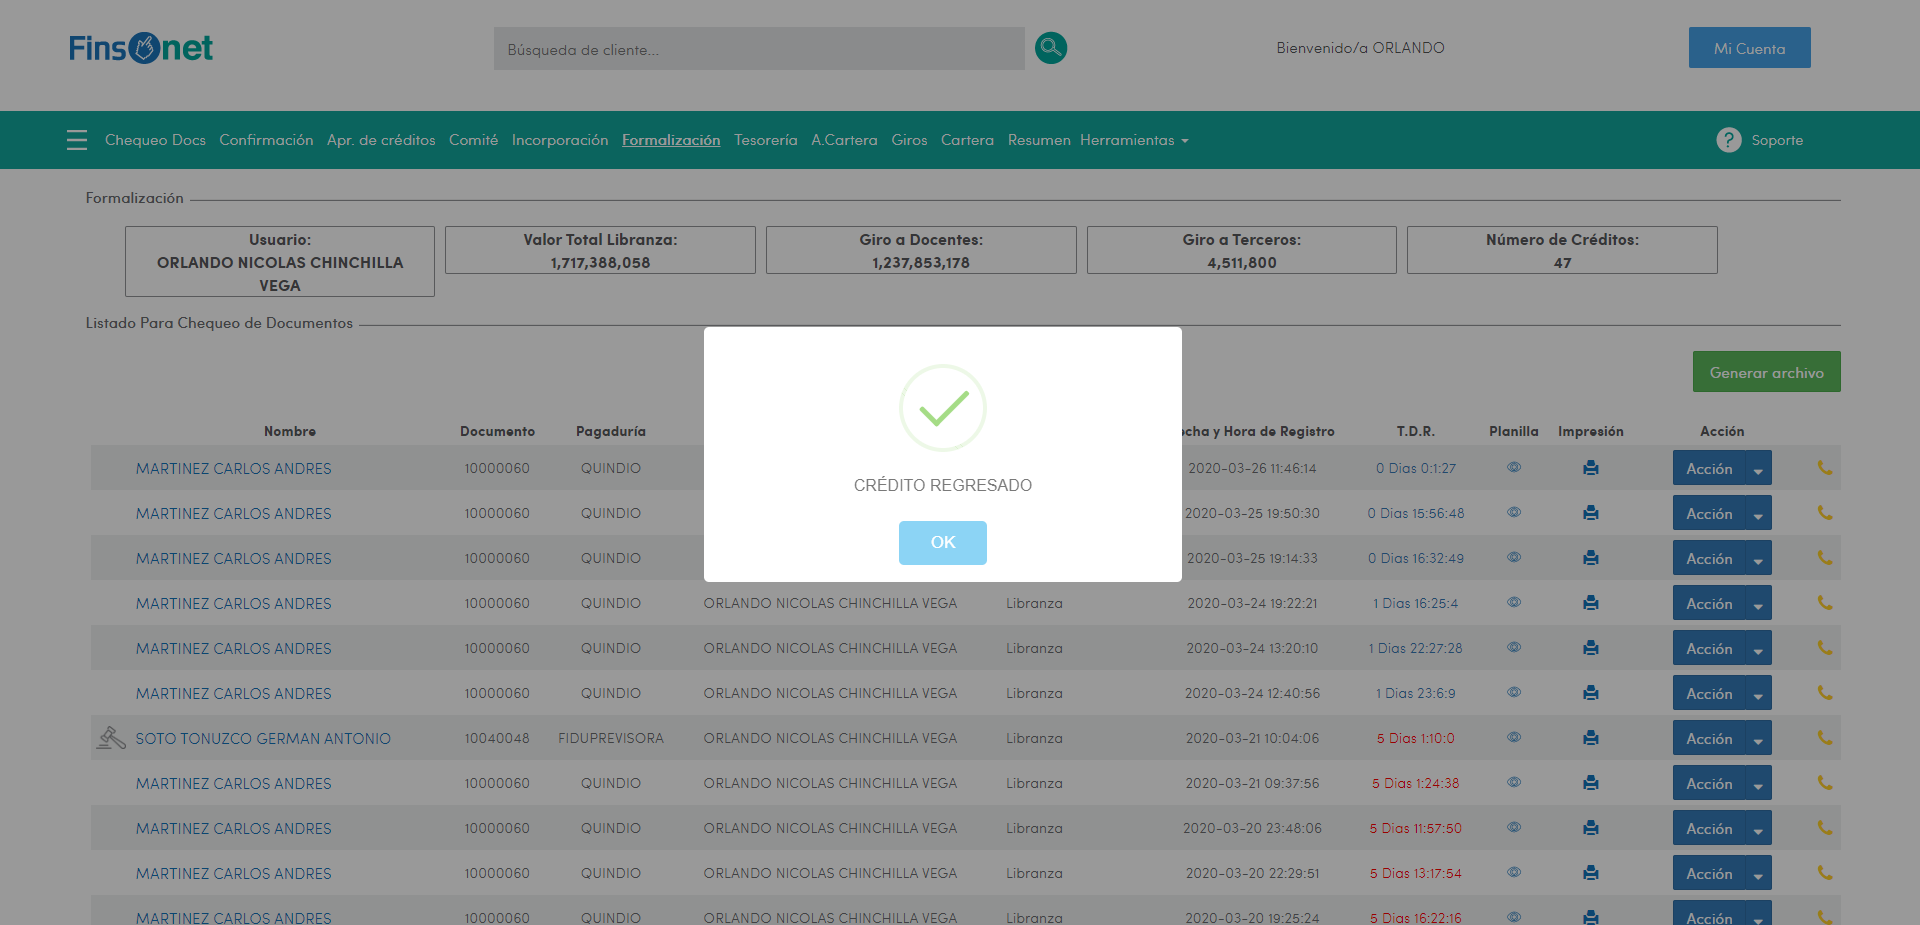 Finsonet
Búsqueda de cliente...
Bienvenido/a ORLANDO
Mi Cuenta
Chequeo Docs Confirmación Apr. de créditos Comité Incorporación Formalización Tesorería A.Cartera Giros Cartera Resumen Herramientas
? Soporte
Formalización
Usuario:
ORLANDO NICOLAS CHINCHILLA
VEGA
Valor Total Libranza:
1,717,388,058
Giro a Docentes:
1,237,853,178
Giro a Terceros:
4,511,800
Número de Créditos:
47
Listado Para Chequeo de Documentos
Generar archivo
CRÉDITO REGRESADO
OK
Nombre Documento Pagaduría cha y Hora de Registro T.D.R. Planilla Impresión Acción
MARTINEZ CARLOS ANDRES 10000060 QUINDIO 2020-03-26 11:46:14 0 Dias 0:1:27 Acción
MARTINEZ CARLOS ANDRES 10000060 QUINDIO 2020-03-25 19:50:30 0 Dias 15:56:48 Acción
MARTINEZ CARLOS ANDRES 10000060 QUINDIO 2020-03-25 19:14:33 0 Dias 16:32:49 Acción
MARTINEZ CARLOS ANDRES 10000060 QUINDIO ORLANDO NICOLAS CHINCHILLA VEGA Libranza 2020-03-24 19:22:21 1 Dias 16:25:4 Acción
MARTINEZ CARLOS ANDRES 10000060 QUINDIO ORLANDO NICOLAS CHINCHILLA VEGA Libranza 2020-03-24 13:20:10 1 Dias 22:27:28 Acción
MARTINEZ CARLOS ANDRES 10000060 QUINDIO ORLANDO NICOLAS CHINCHILLA VEGA Libranza 2020-03-24 12:40:56 1 Dias 23:6:9 Acción
SOTO TONUZCO GERMAN ANTONIO 10040048 FIDUPREVISORA ORLANDO NICOLAS CHINCHILLA VEGA Libranza 2020-03-21 10:04:06 5 Dias 1:10:0 Acción
MARTINEZ CARLOS ANDRES 10000060 QUINDIO ORLANDO NICOLAS CHINCHILLA VEGA Libranza 2020-03-21 09:37:56 5 Dias 1:24:38 Acción
MARTINEZ CARLOS ANDRES 10000060 QUINDIO ORLANDO NICOLAS CHINCHILLA VEGA Libranza 2020-03-20 23:48:06 5 Dias 11:57:50 Acción
MARTINEZ CARLOS ANDRES 10000060 QUINDIO ORLANDO NICOLAS CHINCHILLA VEGA Libranza 2020-03-20 22:29:51 5 Dias 13:17:54 Acción
MARTINEZ CARLOS ANDRES 10000060 QUINDIO ORLANDO NICOLAS CHINCHILLA VEGA Libranza 2020-03-20 19:25:24 5 Dias 16:22:16 Acción